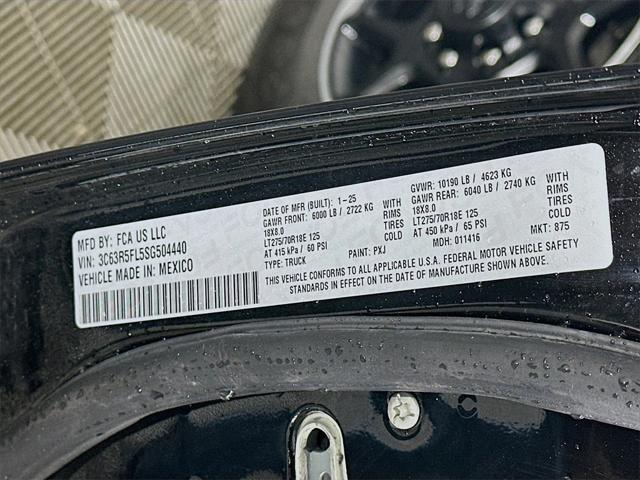 MFD BY: FCA US LLC
VIN: 3C63R5FL5SG504440
VEHICLE MADE IN: MEXICO
DATE OF MFR (BUILT): 1-25
GAWR FRONT: 6000 LB / 2722 KG WITH
18X8.0 RIMS
LT275/70R18E 125 TIRES
AT 415 kPa / 60 PSI COLD
GVWR: 10190 LB / 4623 KG
GAWR REAR: 6040 LB / 2740 KG WITH
18X8.0 RIMS
LT275/70R18E 125 TIRES
AT 450 kPa / 65 PSI COLD
TYPE: TRUCK PAINT: PXJ MDH: 011416 MKT: 875
THIS VEHICLE CONFORMS TO ALL APPLICABLE U.S.A. FEDERAL MOTOR VEHICLE SAFETY
STANDARDS IN EFFECT ON THE DATE OF MANUFACTURE SHOWN ABOVE.